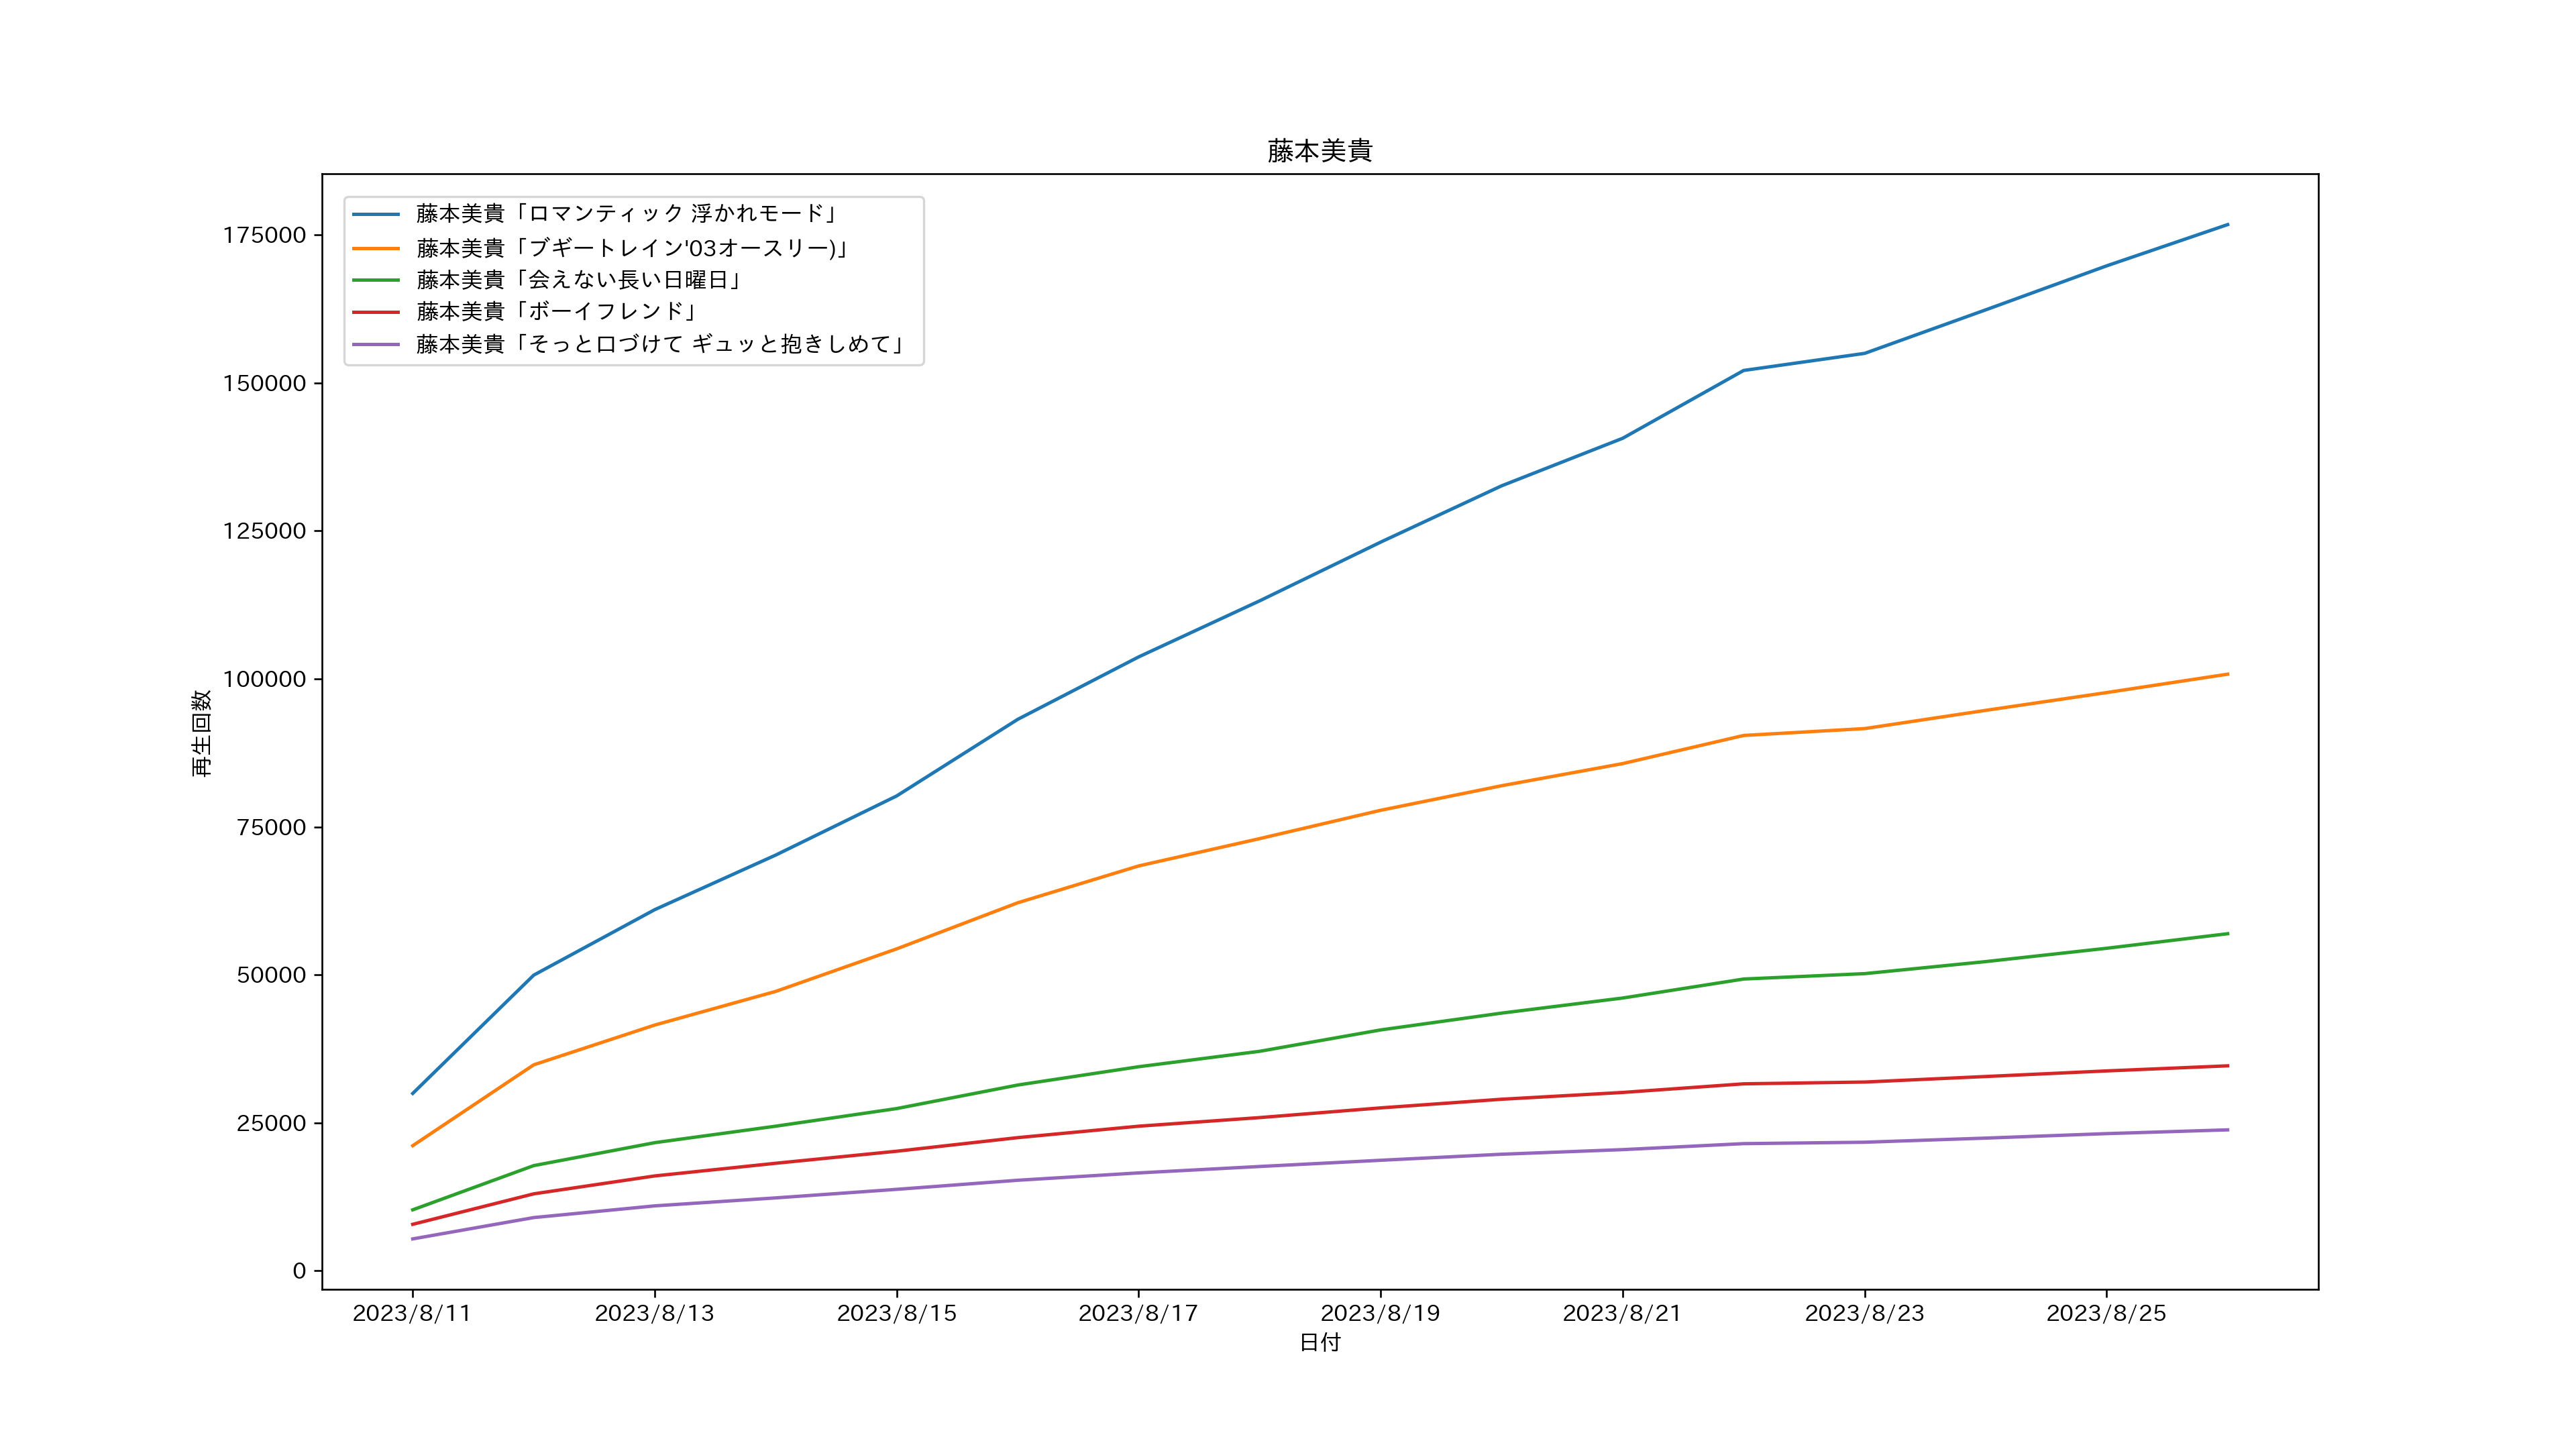 藤本美貴
藤本美貴「ロマンティック 浮かれモード」
藤本美貴「ブギートレイン'03オースリー)」
藤本美貴「会えない長い日曜日」
藤本美貴「ボーイフレンド」
藤本美貴「そっと口づけて ギュッと抱きしめて」
175000
150000
125000
100000
75000
50000
25000
0
再生回数
2023/8/11 2023/8/13 2023/8/15 2023/8/17 2023/8/19 2023/8/21 2023/8/23 2023/8/25
日付